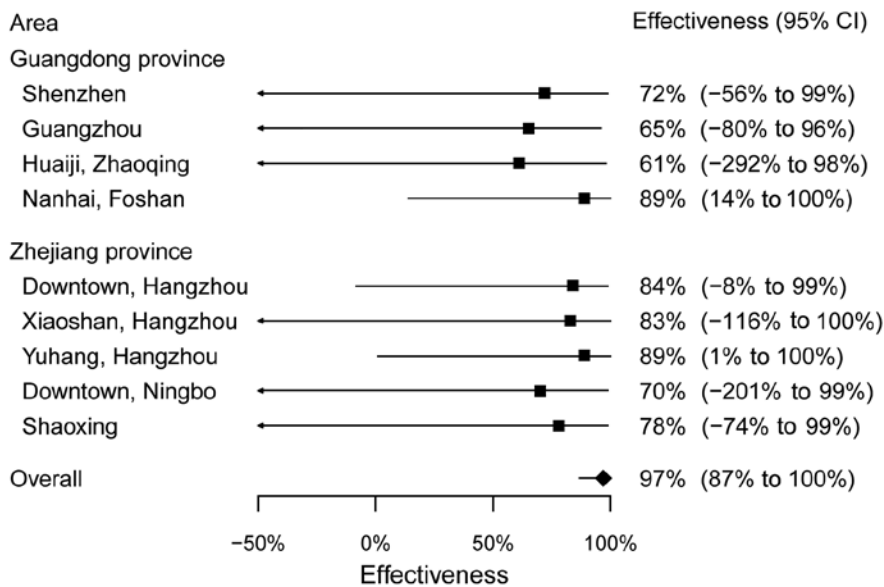 Area Effectiveness (95% CI)
Guangdong province
Shenzhen 72% (−56% to 99%)
Guangzhou 65% (−80% to 96%)
Huaiji, Zhaoqing 61% (−292% to 98%)
Nanhai, Foshan 89% (14% to 100%)
Zhejiang province
Downtown, Hangzhou 84% (−8% to 99%)
Xiaoshan, Hangzhou 83% (−116% to 100%)
Yuhang, Hangzhou 89% (1% to 100%)
Downtown, Ningbo 70% (−201% to 99%)
Shaoxing 78% (−74% to 99%)
Overall 97% (87% to 100%)
−50% 0% 50% 100%
Effectiveness